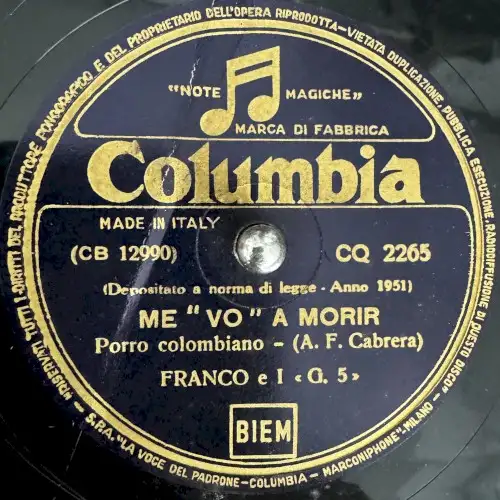 "RISERVATI TUTTI I DIRITTI DEL PRODUTTORE FONOGRAFICO E DEL PROPRIETARIO DELL'OPERA RIPRODOTTA - VIETATA DUPLICAZIONE, PUBBLICA ESECUZIONE, RADIODIFFUSIONE DI QUESTO DISCO"
"NOTE MAGICHE"
MARCA DI FABBRICA
Columbia
MADE IN ITALY
(CB 12990) CQ 2265
(Depositato a norma di legge - Anno 1951)
ME "VO" A MORIR
Porro colombiano - (A. F. Cabrera)
FRANCO e I «G. 5»
BIEM
S.P.A. "LA VOCE DEL PADRONE - COLUMBIA - MARCONIPHONE" - MILANO -